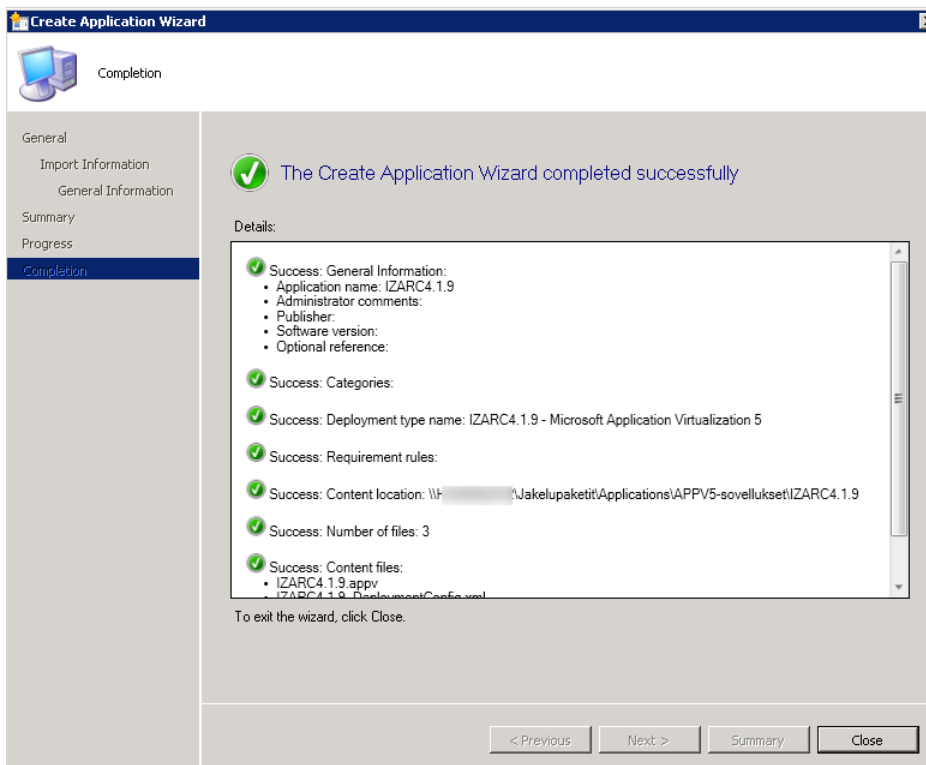 Create Application Wizard
Completion
General
Import Information
General Information
Summary
Progress
Completion
The Create Application Wizard completed successfully
Details:
Success: General Information:
• Application name: IZARC4.1.9
• Administrator comments:
• Publisher:
• Software version:
• Optional reference:
Success: Categories:
Success: Deployment type name: IZARC4.1.9 - Microsoft Application Virtualization 5
Success: Requirement rules:
Success: Content location: \\H \Jakelupaketit\Applications\APPV5-sovellukset\IZARC4.1.9
Success: Number of files: 3
Success: Content files:
• IZARC4.1.9.appv
• IZARC4.1.9_DeploymentConfig.xml
To exit the wizard, click Close.
< Previous
Next >
Summary
Close